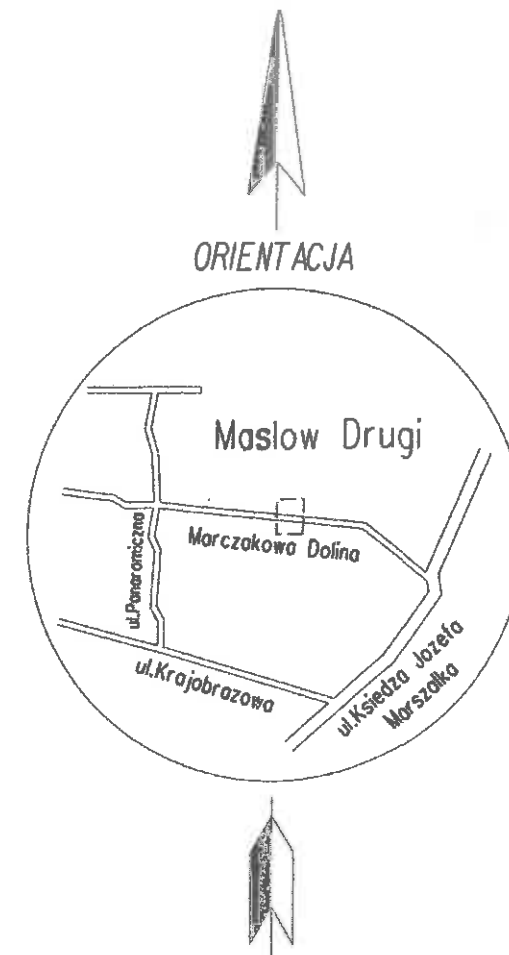 ORIENTACJA
Maslow Drugi
Marczakowa Dolina
ul.Panoramiczna
ul.Krajobrazowa
ul.Ksiedza Jozefa
Marszalka